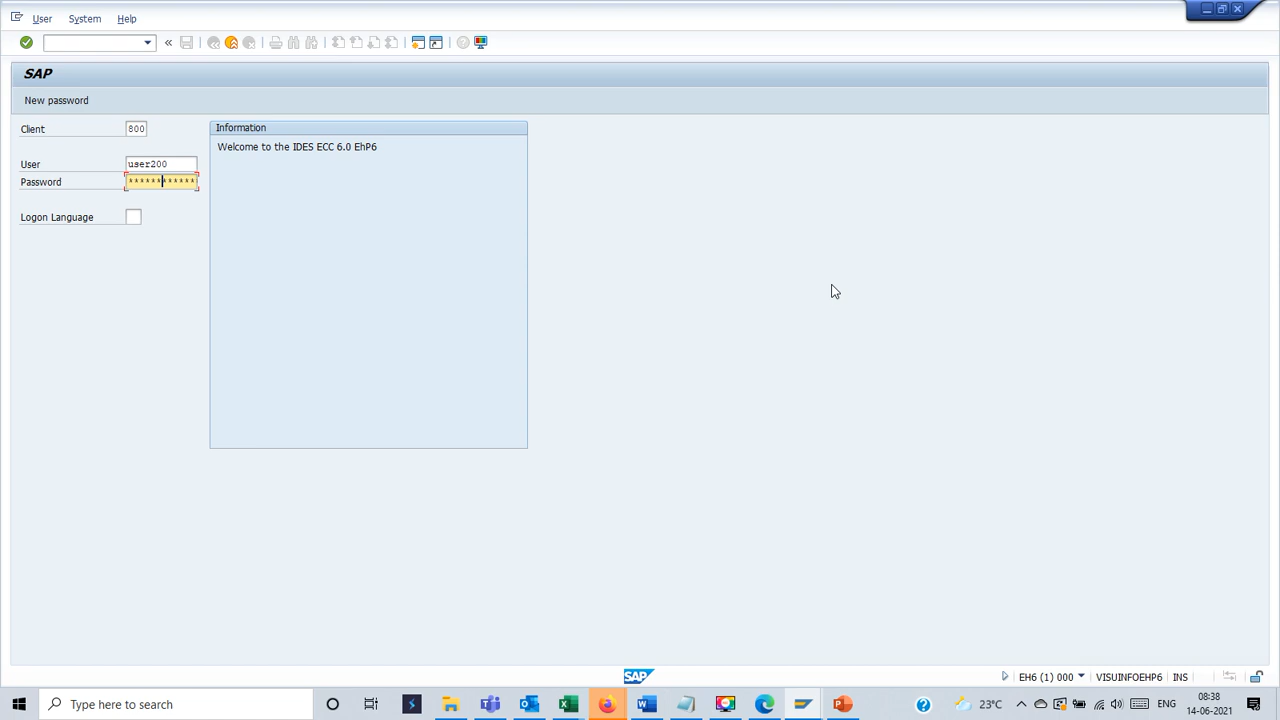 User System Help
SAP
New password
Client 800
Information
Welcome to the IDES ECC 6.0 EhP6
User user200
Password ************
Logon Language
SAP
EH6 (1) 000 VISUINFOEHP6 INS
Type here to search
23°C ENG
08:38
14-06-2021